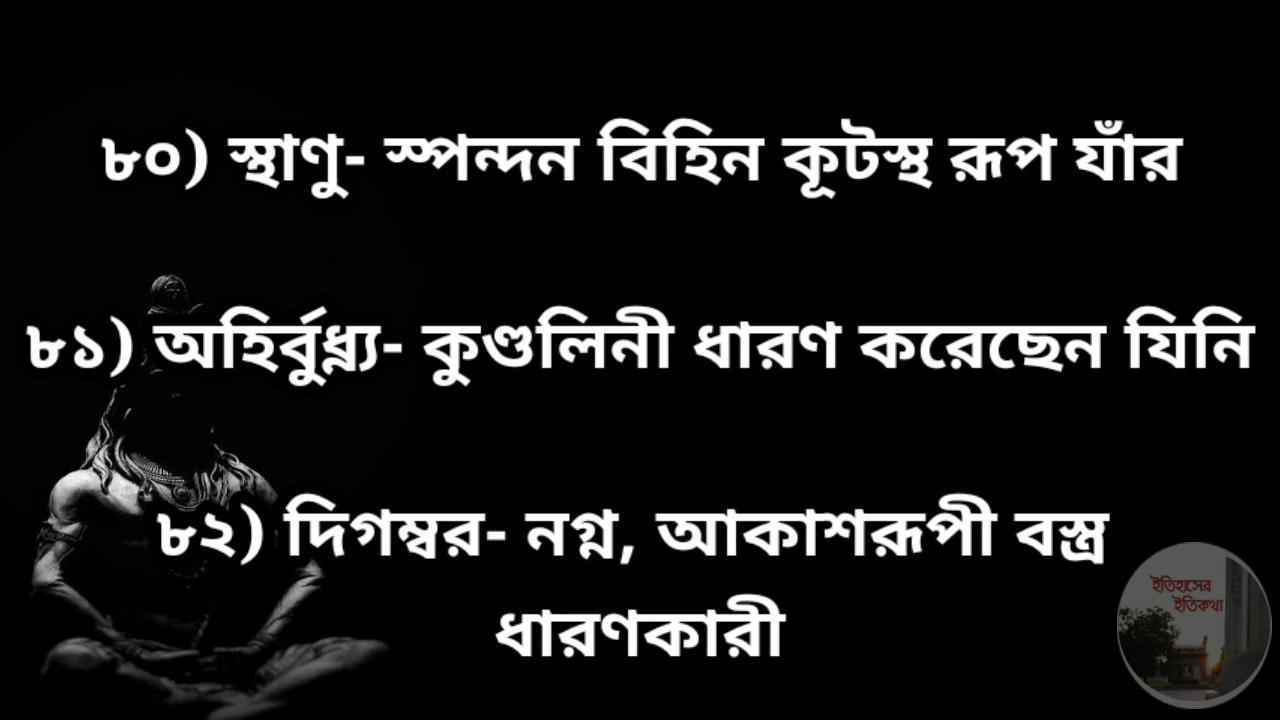 ৮০) স্থাণু- স্পন্দন বিহিন কূটস্থ রূপ যাঁর
৮১) অহির্বুধ্ন্য- কুণ্ডলিনী ধারণ করেছেন যিনি
৮২) দিগম্বর- নগ্ন, আকাশরূপী বস্ত্র
ধারণকারী
ইতিহাসের
ইতিকথা